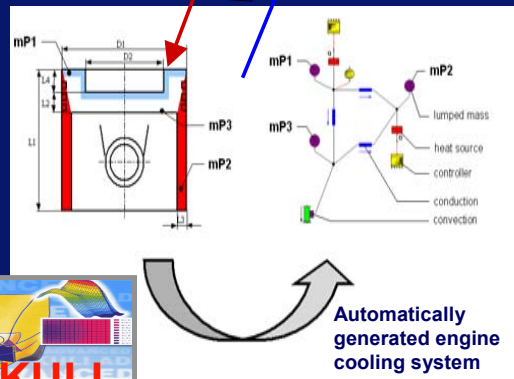 D1
mP1
D2
L4
L2
L1
mP3
mP2
L3
mP1
mP2
mP3
α
α
lumped mass
heat source
controller
conduction
convection
Automatically
generated engine
cooling system
KULI